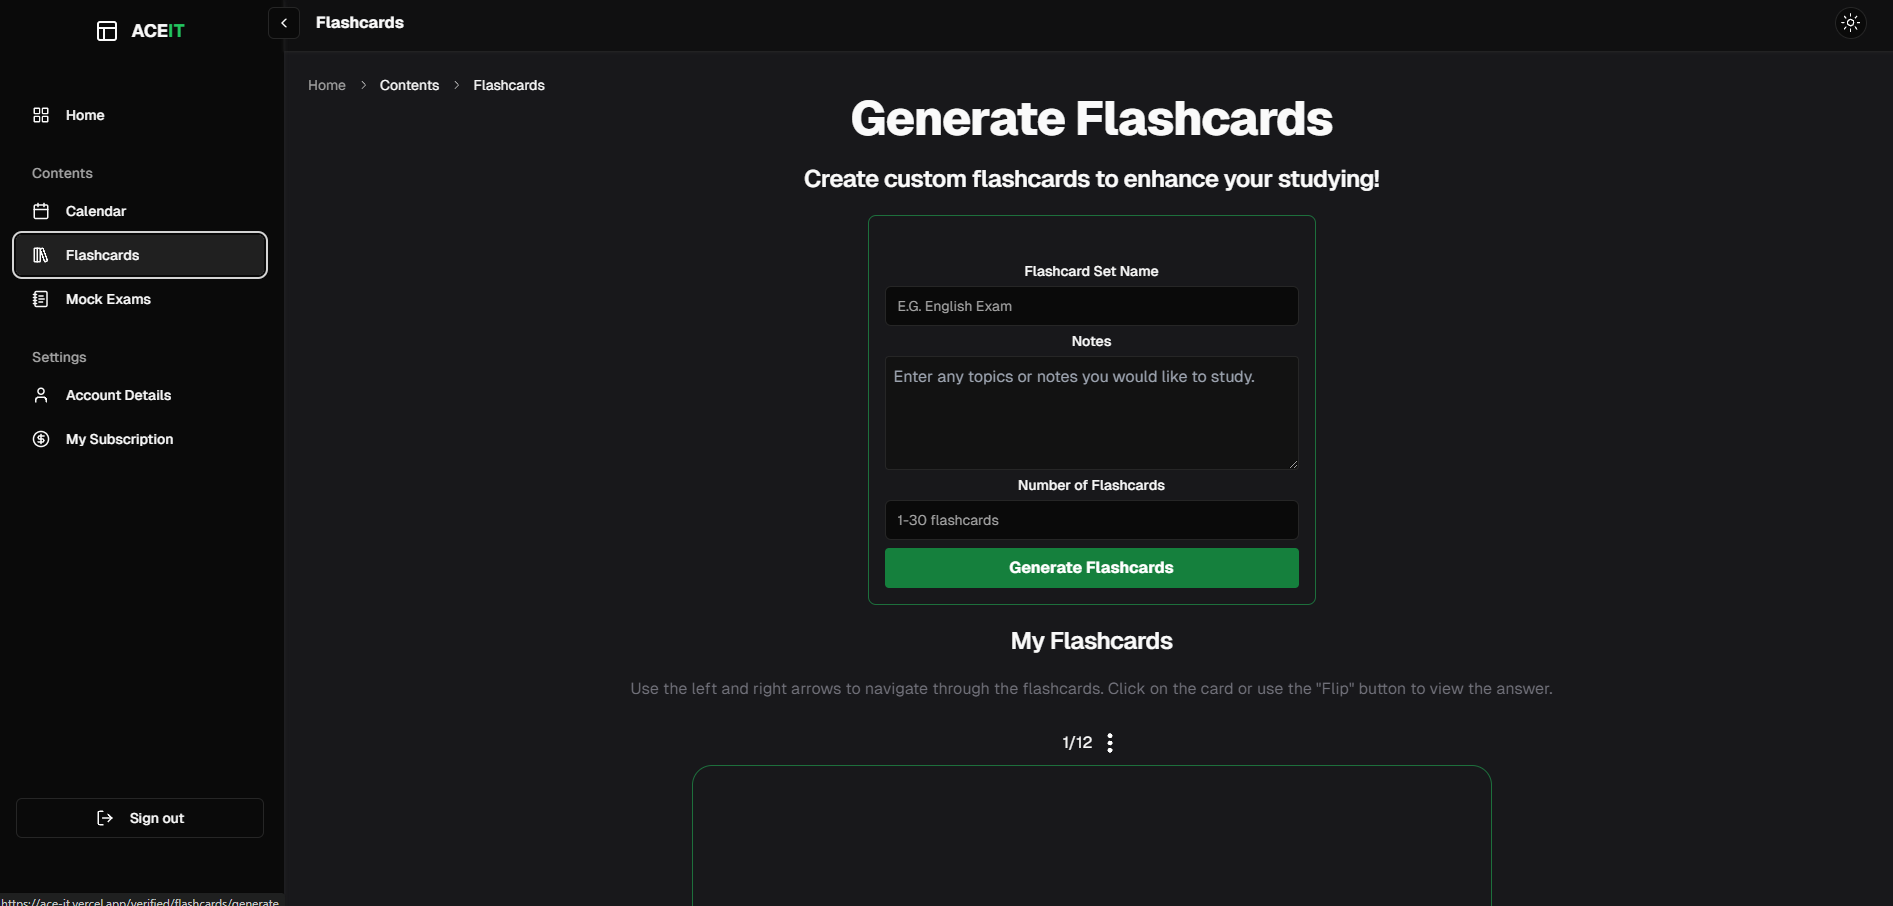 ACEIT
Flashcards
Home
Contents
Calendar
Flashcards
Mock Exams
Settings
Account Details
My Subscription
Sign out
Home > Contents > Flashcards
Generate Flashcards
Create custom flashcards to enhance your studying!
Flashcard Set Name
E.G. English Exam
Notes
Enter any topics or notes you would like to study.
Number of Flashcards
1-30 flashcards
Generate Flashcards
My Flashcards
Use the left and right arrows to navigate through the flashcards. Click on the card or use the "Flip" button to view the answer.
1/12
https://ace-it.vercel.app/verified/flashcards/generate